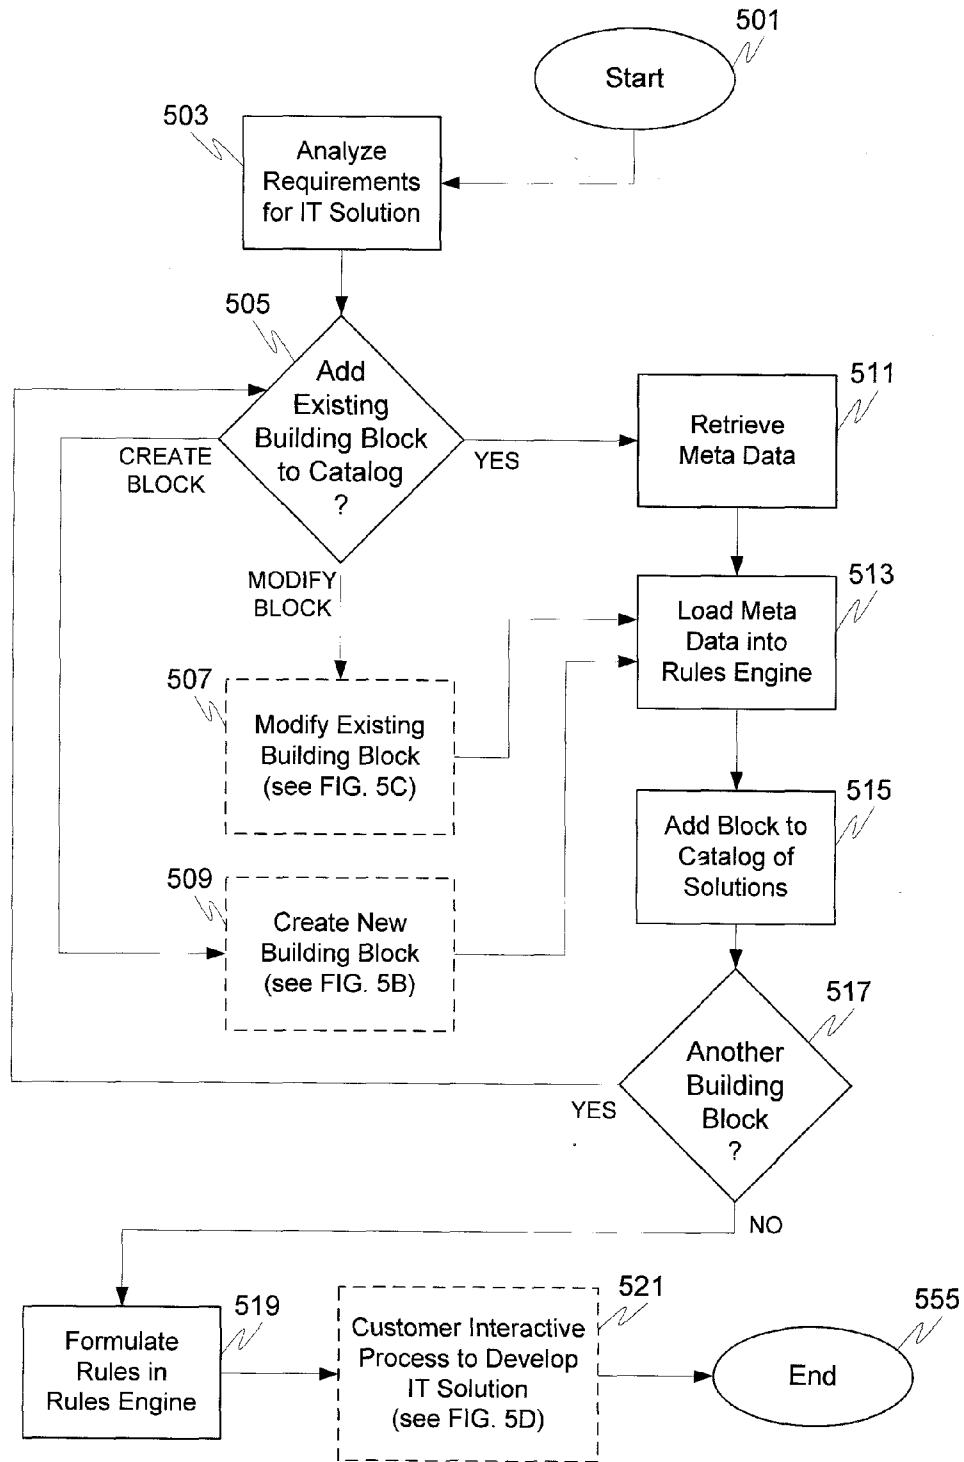 501
Start
503
Analyze
Requirements
for IT Solution
505
Add
Existing
Building Block
to Catalog
?
CREATE
BLOCK
YES
MODIFY
BLOCK
511
Retrieve
Meta Data
513
Load Meta
Data into
Rules Engine
507
Modify Existing
Building Block
(see FIG. 5C)
515
Add Block to
Catalog of
Solutions
509
Create New
Building Block
(see FIG. 5B)
517
Another
Building
Block
?
YES
NO
519
Formulate
Rules in
Rules Engine
521
Customer Interactive
Process to Develop
IT Solution
(see FIG. 5D)
555
End